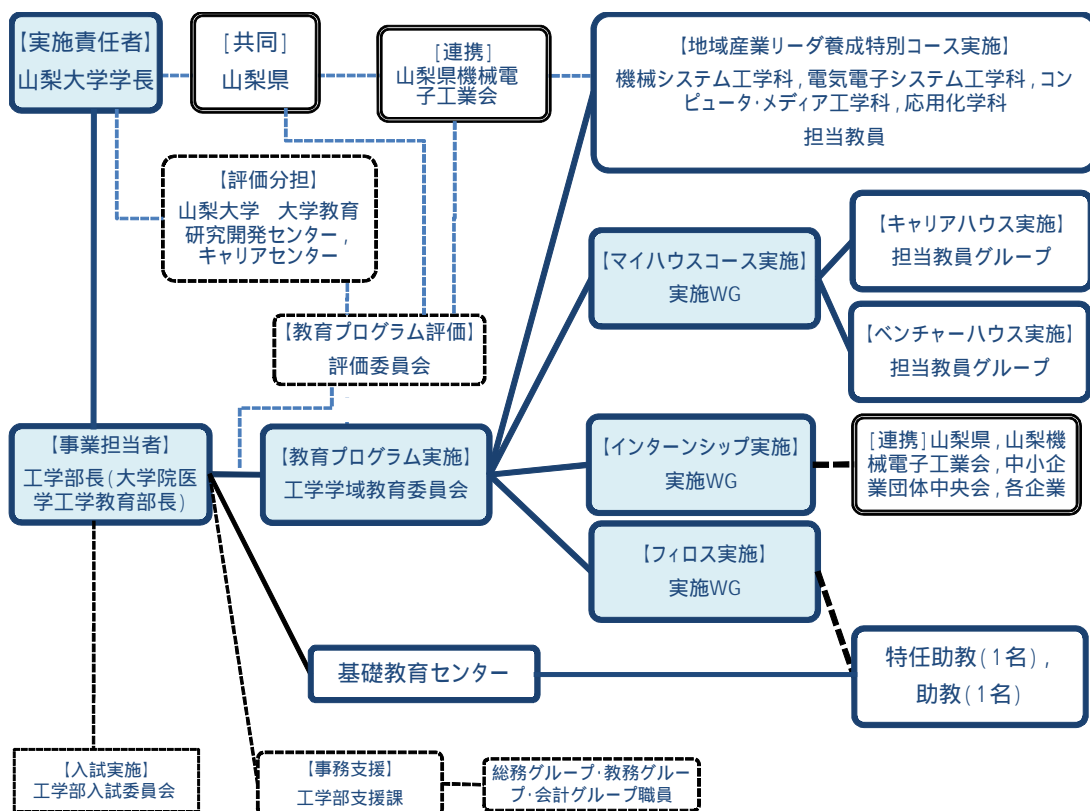 【実施責任者】
山梨大学学長
[共同]
山梨県
[連携]
山梨県機械電
子工業会
【地域産業リーダ養成特別コース実施】
機械システム工学科,電気電子システム工学科,コン
ピュータ・メディア工学科,応用化学科
担当教員
【評価分担】
山梨大学 大学教育
研究開発センター,
キャリアセンター
【教育プログラム評価】
評価委員会
【マイハウスコース実施】
実施WG
【キャリアハウス実施】
担当教員グループ
【ベンチャーハウス実施】
担当教員グループ
【事業担当者】
工学部長(大学院医
学工学教育部長)
【教育プログラム実施】
工学学域教育委員会
【インターンシップ実施】
実施WG
[連携]山梨県,山梨機
械電子工業会,中小企
業団体中央会,各企業
【フィロス実施】
実施WG
基礎教育センター
特任助教(1名),
助教(1名)
【入試実施】
工学部入試委員会
【事務支援】
工学部支援課
総務グループ・教務グルー
プ・会計グループ職員